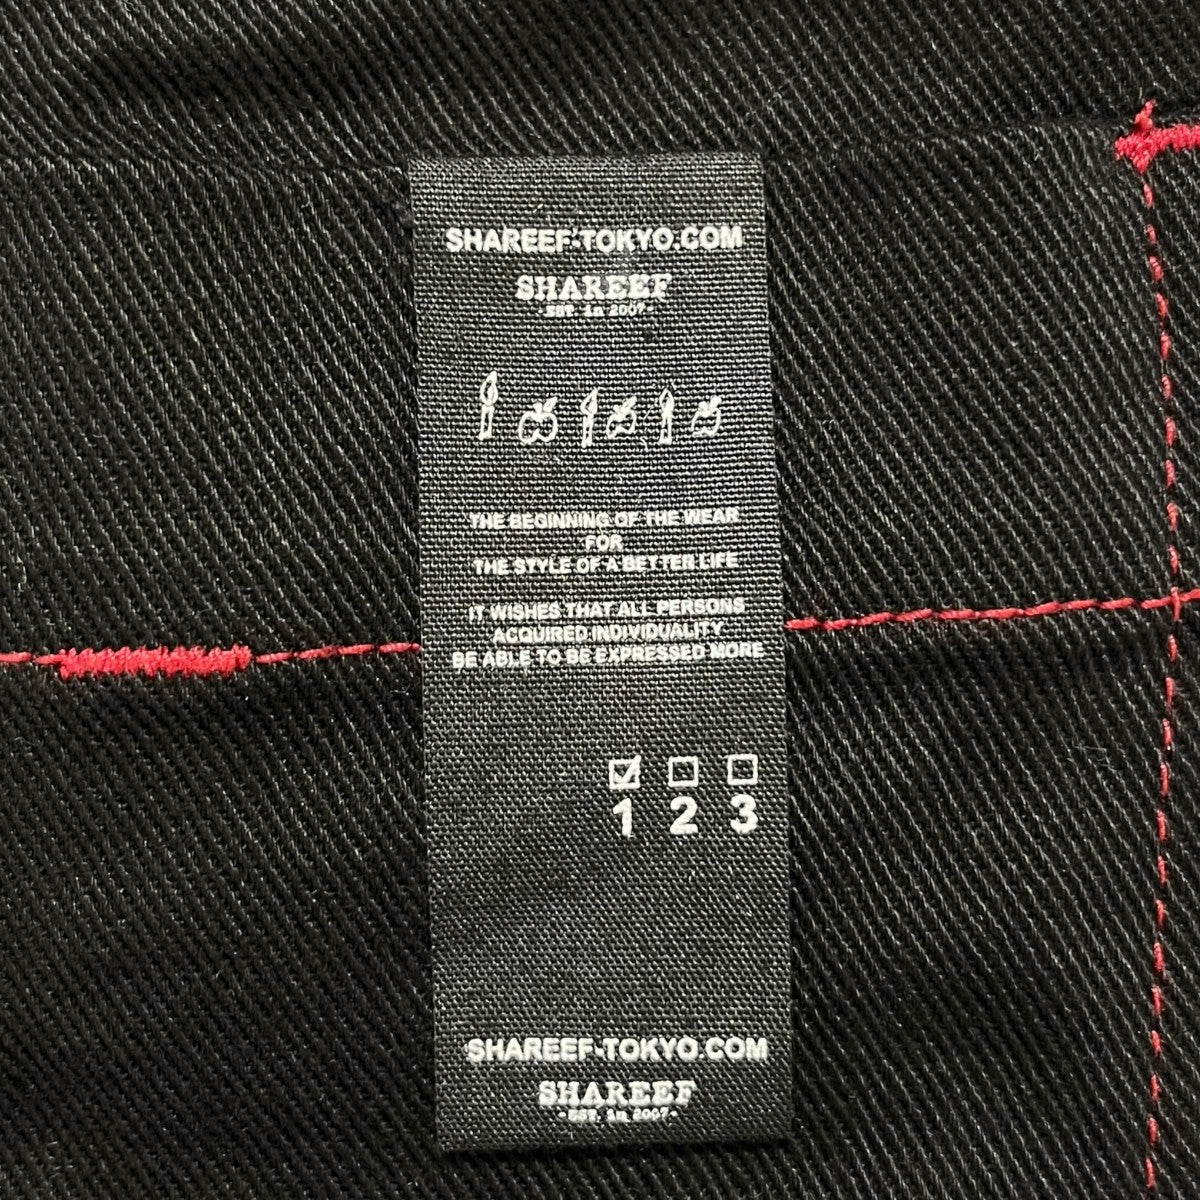 SHAREEF-TOKYO.COM
SHAREEF
-EST. in 2007-
THE BEGINNING OF THE WEAR
FOR
THE STYLE OF A BETTER LIFE
IT WISHES THAT ALL PERSONS
ACQUIRED INDIVIDUALITY
BE ABLE TO BE EXPRESSED MORE
1 2 3
SHAREEF-TOKYO.COM
SHAREEF
-EST. in 2007-